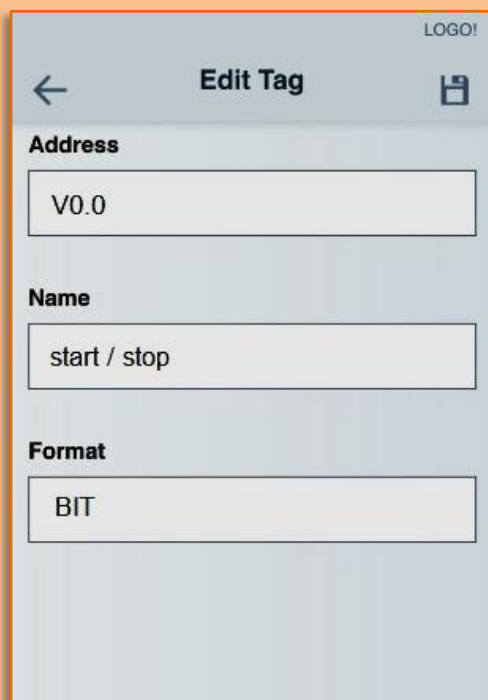 LOGO!
Edit Tag
Address
V0.0
Name
start / stop
Format
BIT